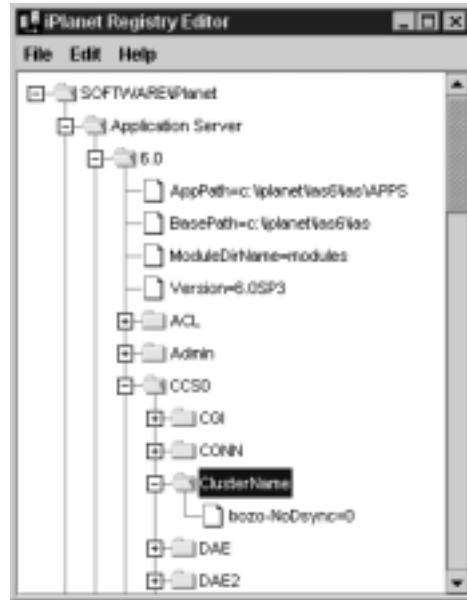 iPlanet Registry Editor
File Edit Help
SOFTWARE\iPlanet
Application Server
6.0
AppPath=c:\iplanet\ias6\ias\APPS
BasePath=c:\iplanet\ias6\ias
ModuleDirName=modules
Version=6.0SP3
ACL
Admin
CCS0
CGI
CONN
ClusterName
bozo-NoDsync=0
DAE
DAE2